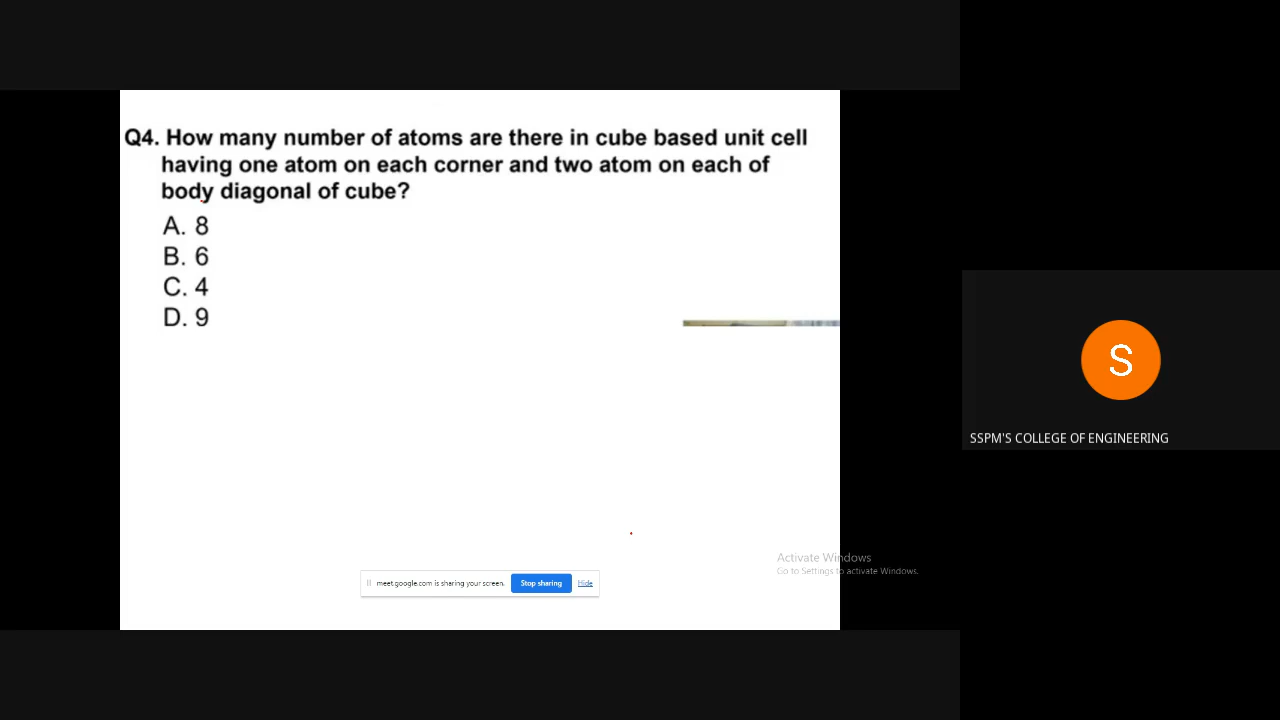 Q4. How many number of atoms are there in cube based unit cell
having one atom on each corner and two atom on each of
body diagonal of cube?
A. 8
B. 6
C. 4
D. 9
S
SSPM'S COLLEGE OF ENGINEERING
Activate Windows
Go to Settings to activate Windows.
meet.google.com is sharing your screen. Stop sharing Hide